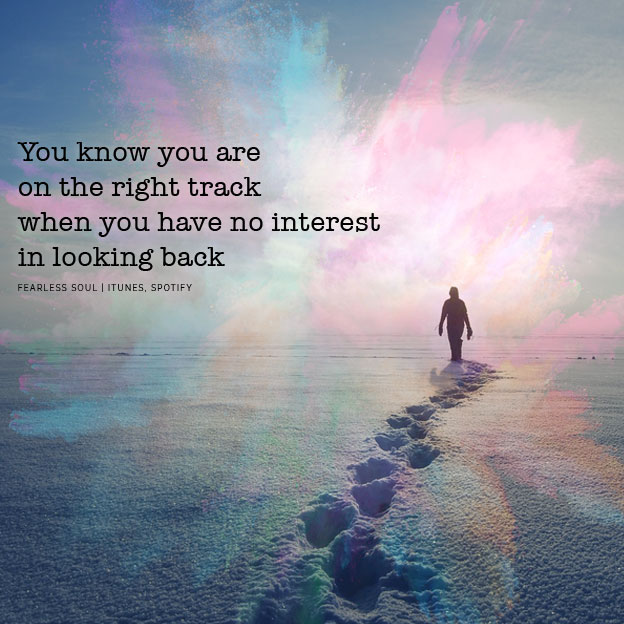 You know you are
on the right track
when you have no interest
in looking back
FEARLESS SOUL | ITUNES, SPOTIFY